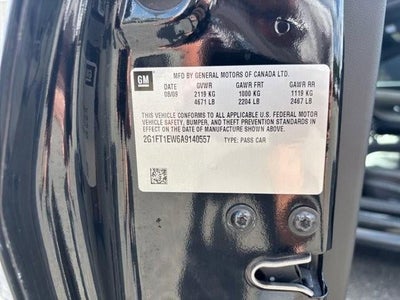 GM
MFD BY GENERAL MOTORS OF CANADA LTD.
DATE GVWR GAWR FRT GAWR RR
08/09 2119 KG 1000 KG 1119 KG
4671 LB 2204 LB 2467 LB
THIS VEHICLE CONFORMS TO ALL APPLICABLE U.S. FEDERAL MOTOR
VEHICLE SAFETY, BUMPER, AND THEFT PREVENTION STANDARDS IN
EFFECT ON THE DATE OF MANUFACTURE SHOWN ABOVE.
2G1FT1EW6A9140557 TYPE: PASS CAR